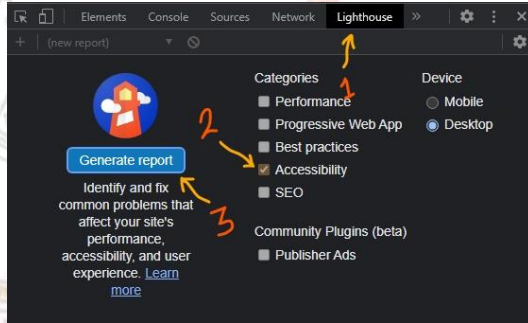 Elements Console Sources Network Lighthouse »
+ (new report)
Categories
Performance
Progressive Web App
Best practices
Accessibility
SEO
Community Plugins (beta)
Publisher Ads
Device
Mobile
Desktop
Generate report
Identify and fix
common problems that
affect your site's
performance,
accessibility, and user
experience. Learn
more
1
2
3